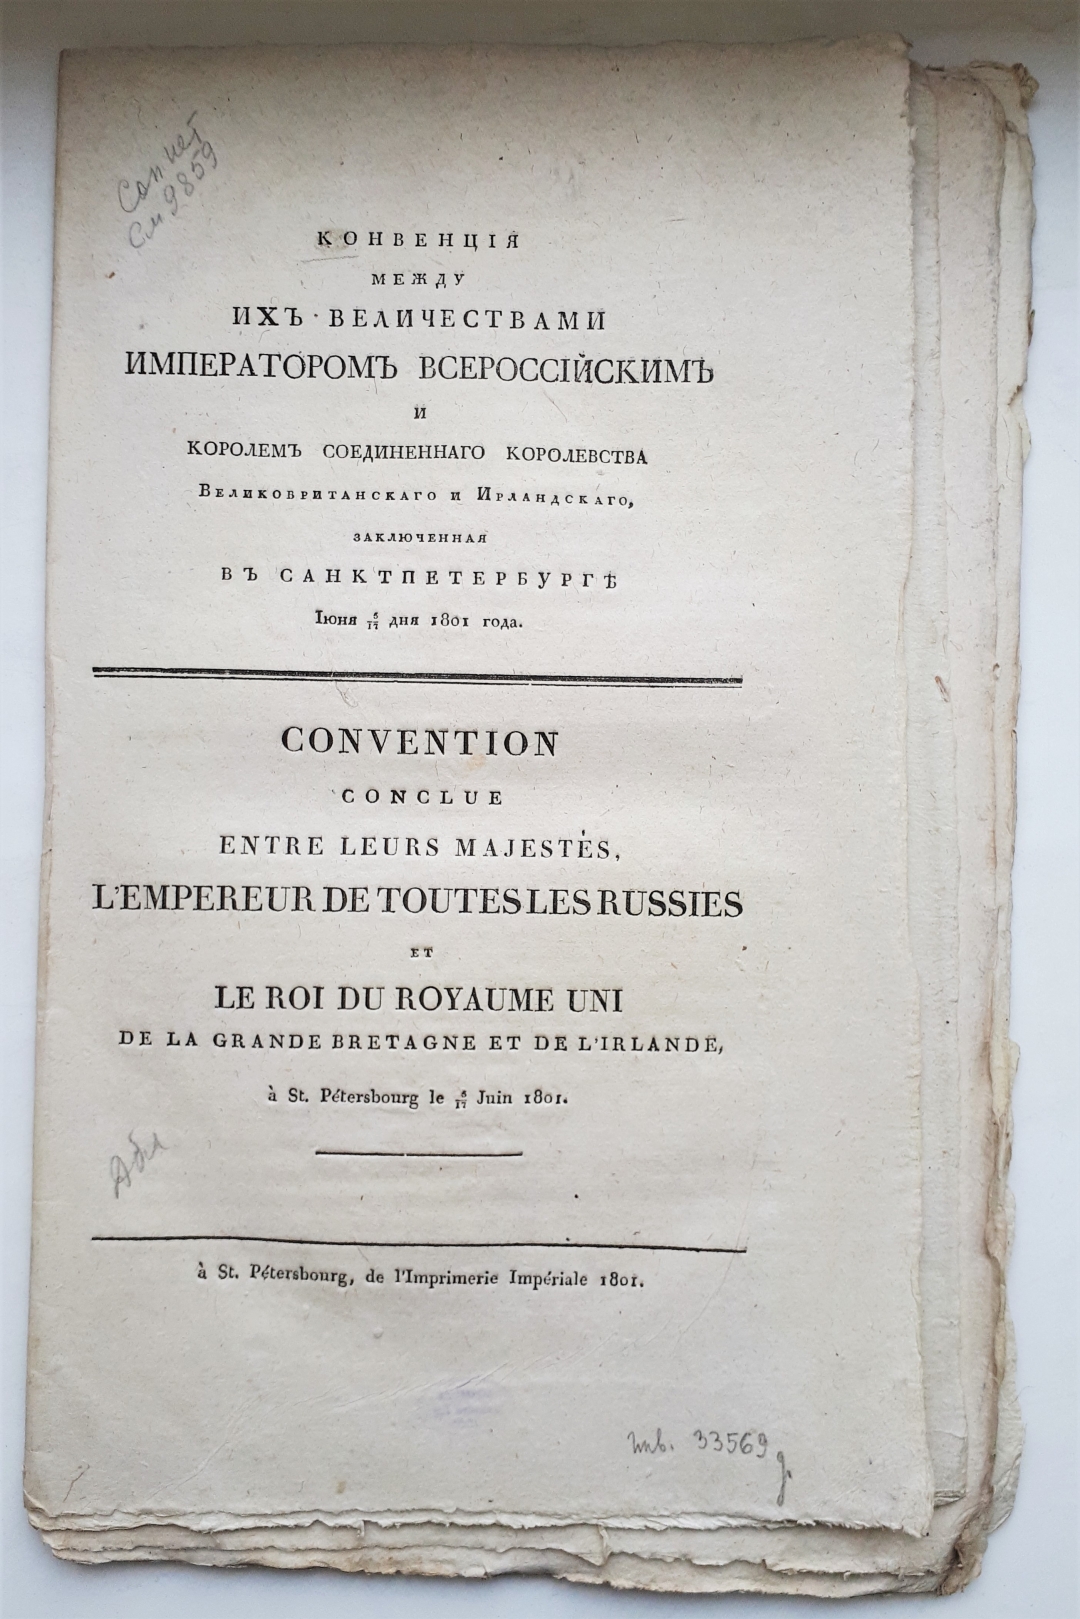 см 9859
КОНВЕНЦІЯ
МЕЖДУ
ИХЪ ВЕЛИЧЕСТВАМИ
ИМПЕРАТОРОМЪ ВСЕРОССІЙСКИМЪ
И
КОРОЛЕМЪ СОЕДИНЕННАГО КОРОЛЕВСТВА
ВЕЛИКОБРИТАНСКАГО И ИРЛАНДСКАГО,
ЗАКЛЮЧЕННАЯ
ВЪ САНКТПЕТЕРБУРГѢ
Іюня 5/17 дня 1801 года.
CONVENTION
CONCLUE
ENTRE LEURS MAJESTÉS,
L'EMPEREUR DE TOUTES LES RUSSIES
ET
LE ROI DU ROYAUME UNI
DE LA GRANDE BRETAGNE ET DE L'IRLANDE,
à St. Pétersbourg le 5/17 Juin 1801.
à St. Pétersbourg, de l'Imprimerie Impériale 1801.
инв. 33569